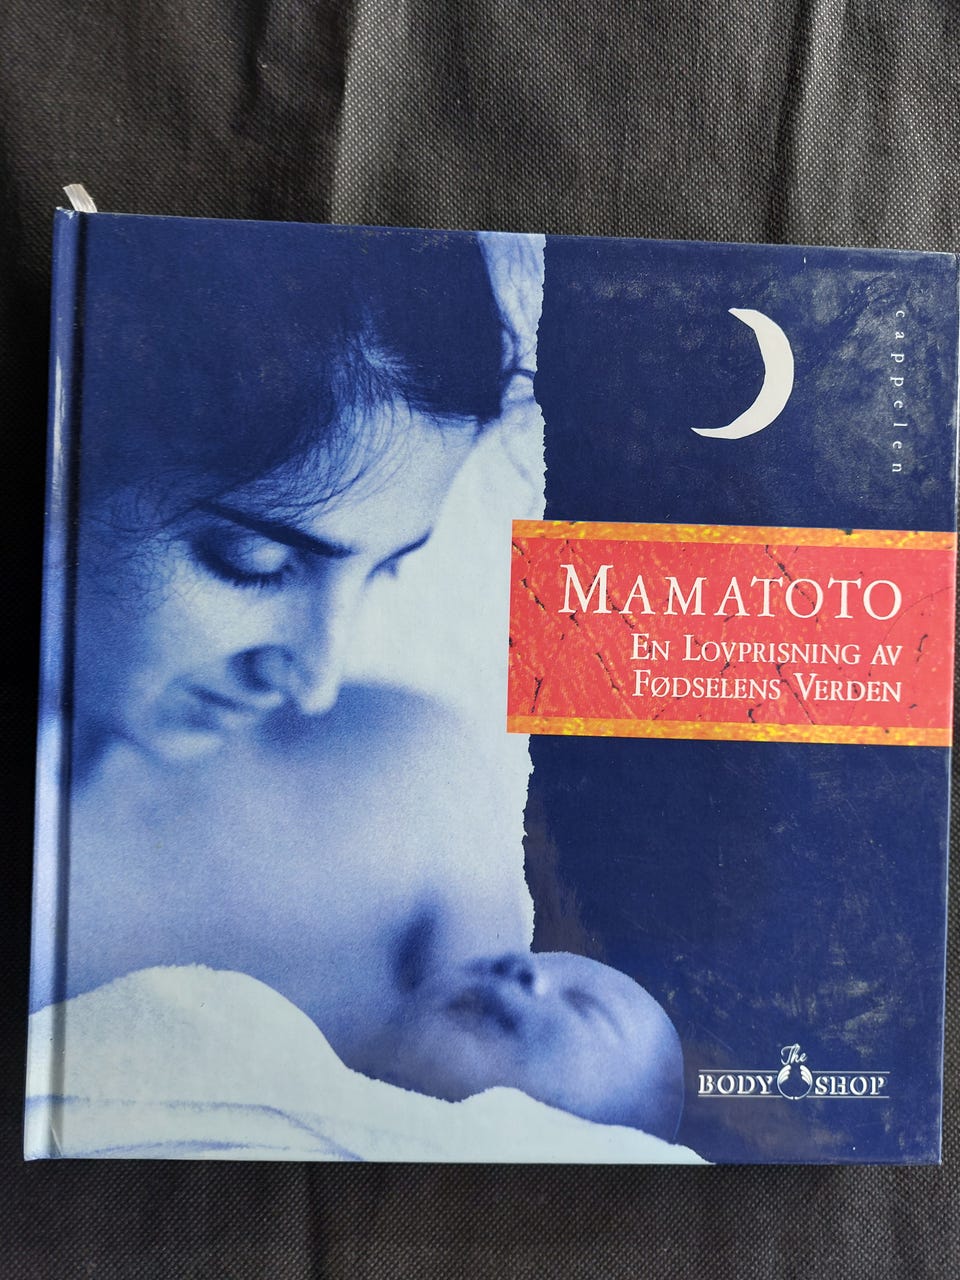 cappelen
MAMATOTO
EN LOVPRISNING AV
FØDSELENS VERDEN
The
BODY SHOP